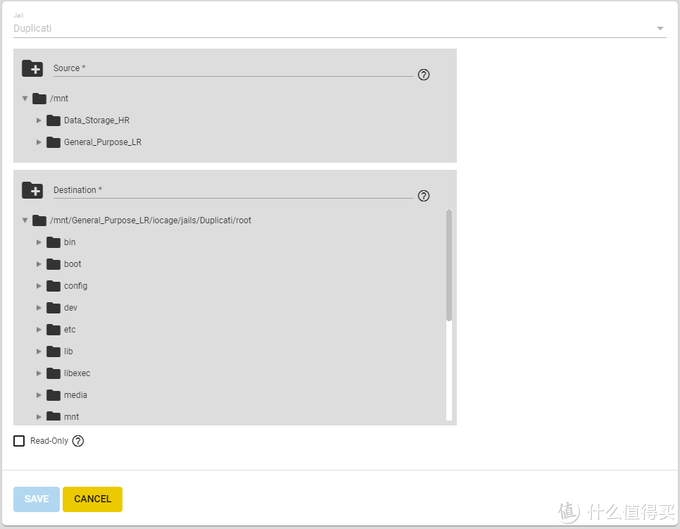 Jail
Duplicati
Source *
/mnt
Data_Storage_HR
General_Purpose_LR
Destination *
/mnt/General_Purpose_LR/iocage/jails/Duplicati/root
bin
boot
config
dev
etc
lib
libexec
media
mnt
Read-Only
SAVE CANCEL
值 什么值得买